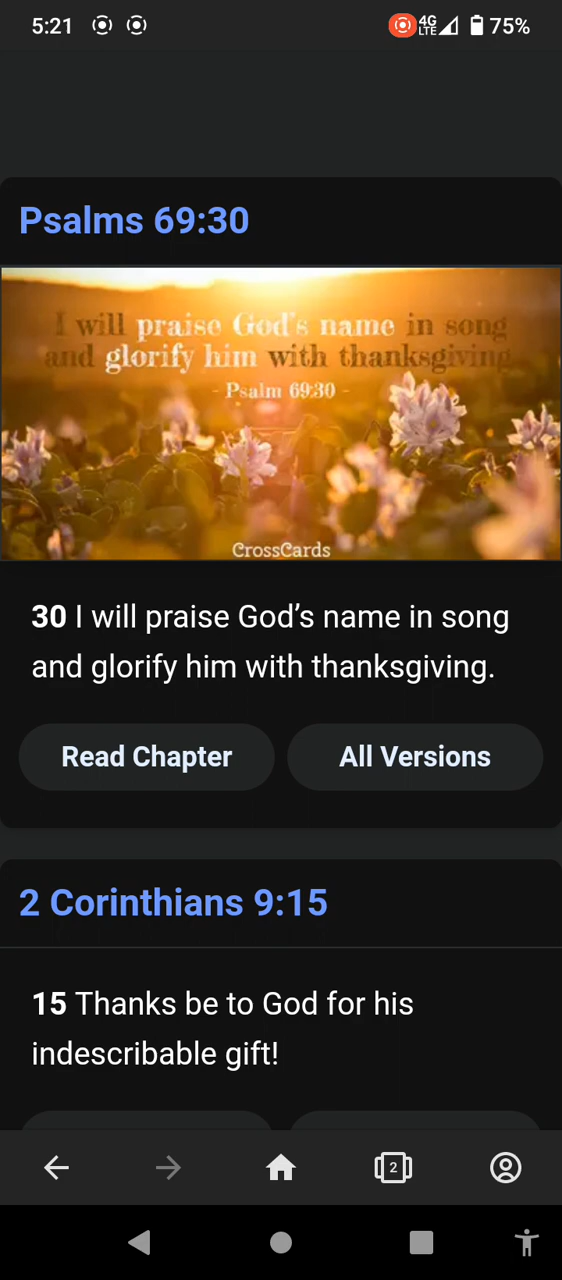 5:21
4G
LTE
75%
Psalms 69:30
I will praise God's name in song
and glorify him with thanksgiving
- Psalm 69:30 -
CrossCards
30 I will praise God’s name in song
and glorify him with thanksgiving.
Read Chapter
All Versions
2 Corinthians 9:15
15 Thanks be to God for his
indescribable gift!
2